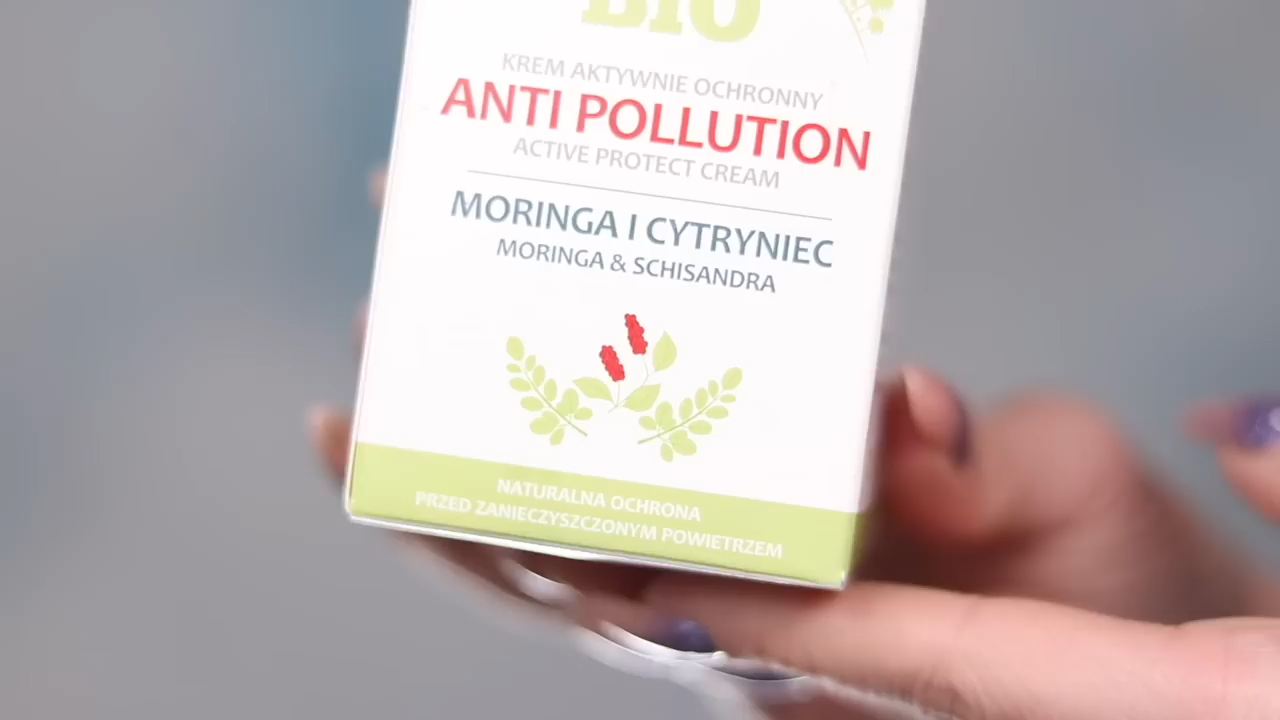 BIO
KREM AKTYWNIE OCHRONNY
ANTI POLLUTION
ACTIVE PROTECT CREAM
MORINGA I CYTRYNIEC
MORINGA & SCHISANDRA
NATURALNA OCHRONA
PRZED ZANIECZYSZCZONYM POWIETRZEM